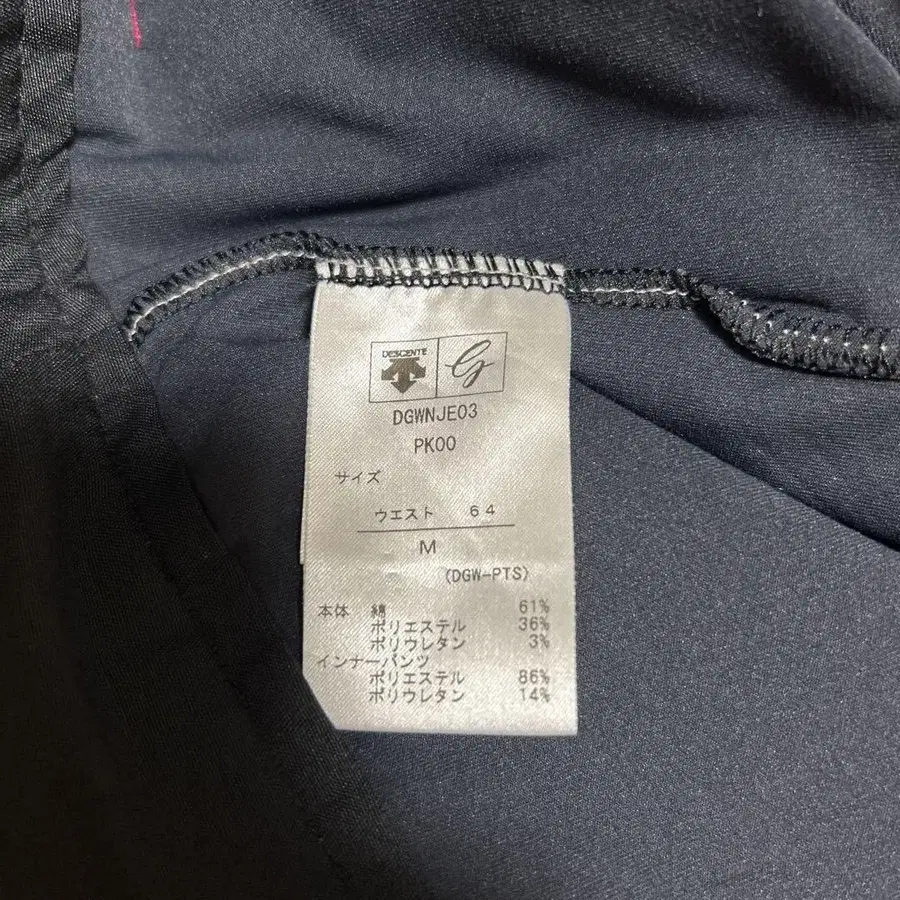 DESCENTE
G
DGWNJE03
PK00
サイズ
ウエスト 64
M
(DGW-PTS)
本体 綿 61%
ポリエステル 36%
ポリウレタン 3%
インナーパンツ
ポリエステル 86%
ポリウレタン 14%